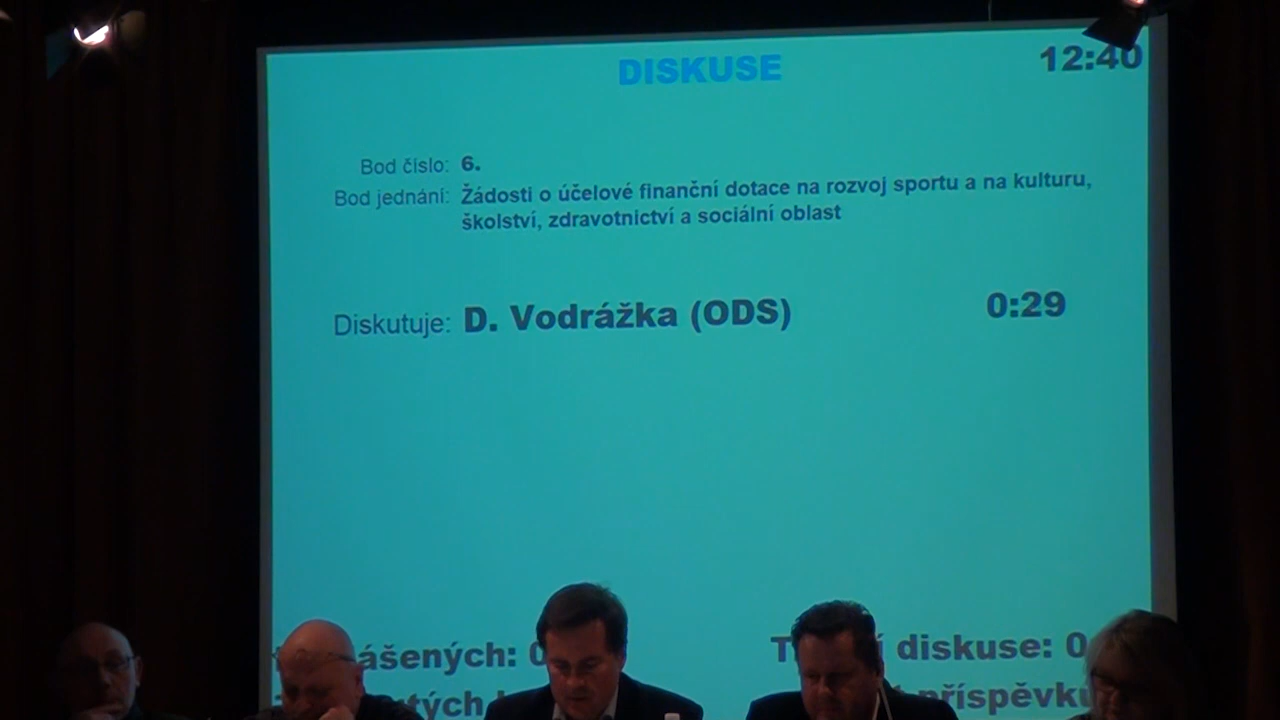 DISKUSE
12:40
Bod číslo: 6.
Bod jednání: Žádosti o účelové finanční dotace na rozvoj sportu a na kulturu,
školství, zdravotnictví a sociální oblast
Diskutuje: D. Vodrážka (ODS) 0:29
diskuse: 0